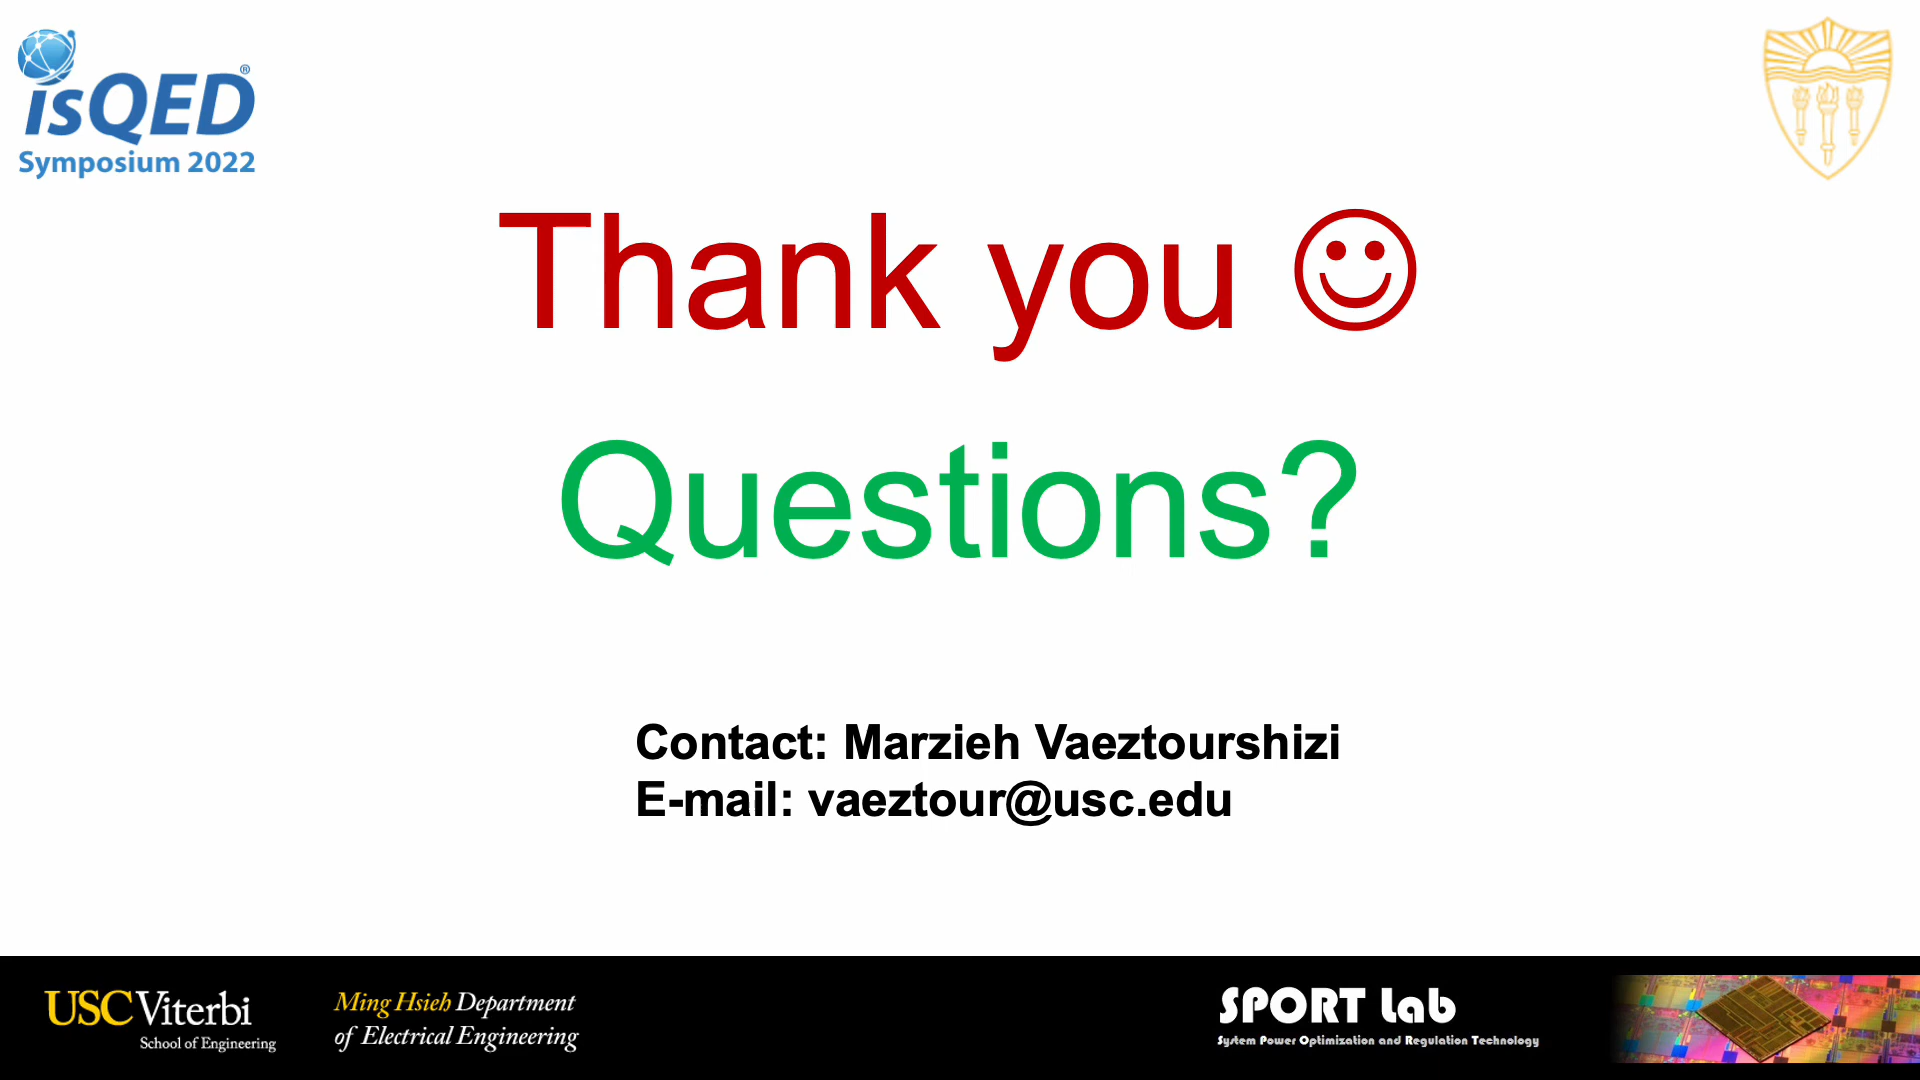 isQED®
Symposium 2022
Thank you ☺
Questions?
Contact: Marzieh Vaeztourshizi
E-mail: vaeztour@usc.edu
USC Viterbi
School of Engineering
Ming Hsieh Department
of Electrical Engineering
SPORT Lab
System Power Optimization and Regulation Technology